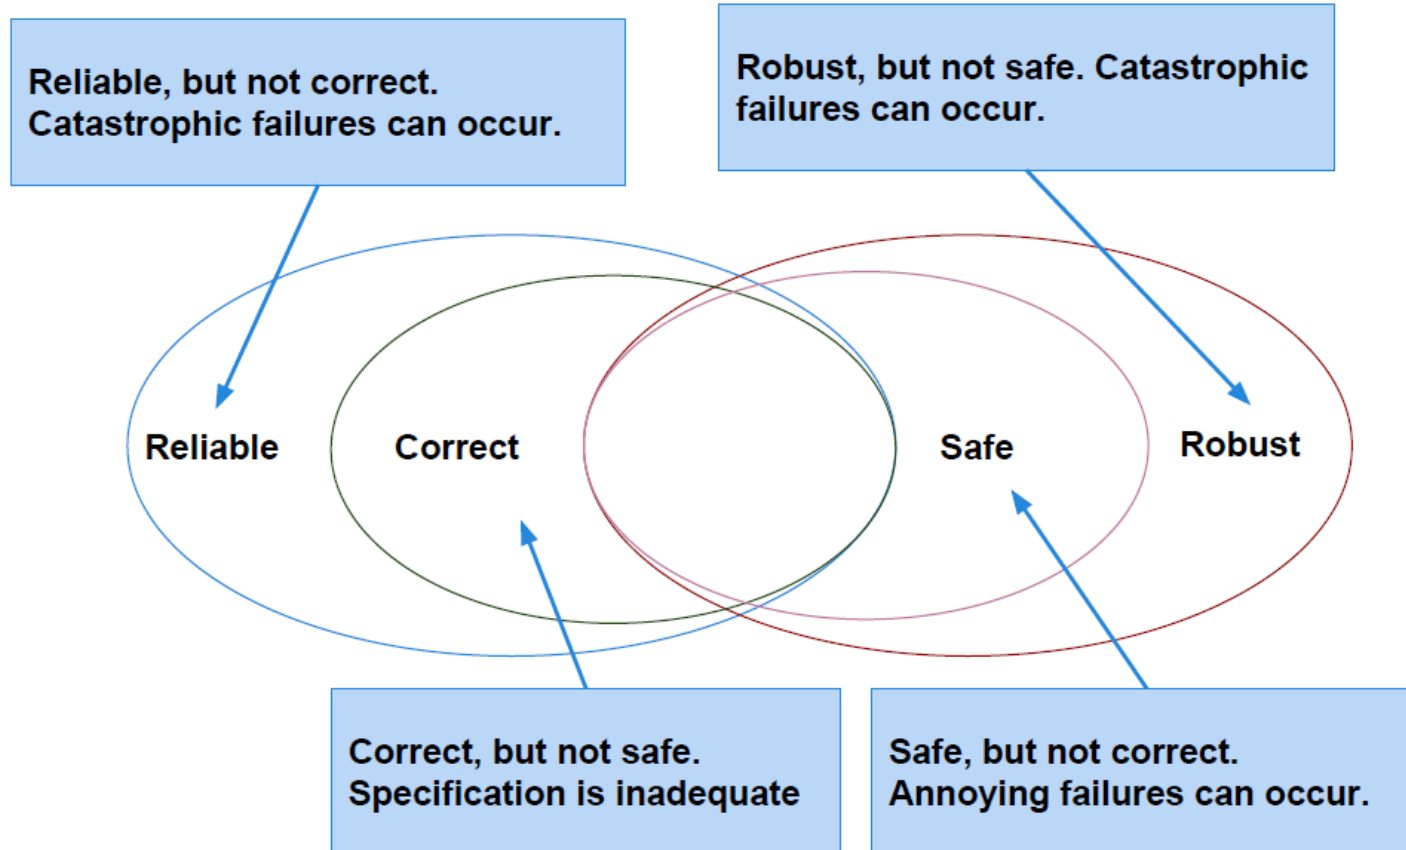 Reliable, but not correct.
Catastrophic failures can occur.
Robust, but not safe. Catastrophic
failures can occur.
Reliable
Correct
Safe
Robust
Correct, but not safe.
Specification is inadequate
Safe, but not correct.
Annoying failures can occur.